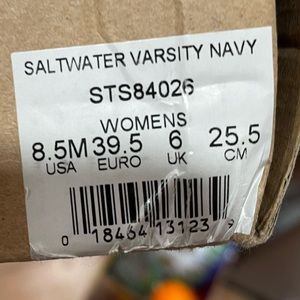 SALTWATER VARSITY NAVY
STS84026
WOMENS
8.5M 39.5 6 25.5
USA EURO UK CM
0 18464 13123 9